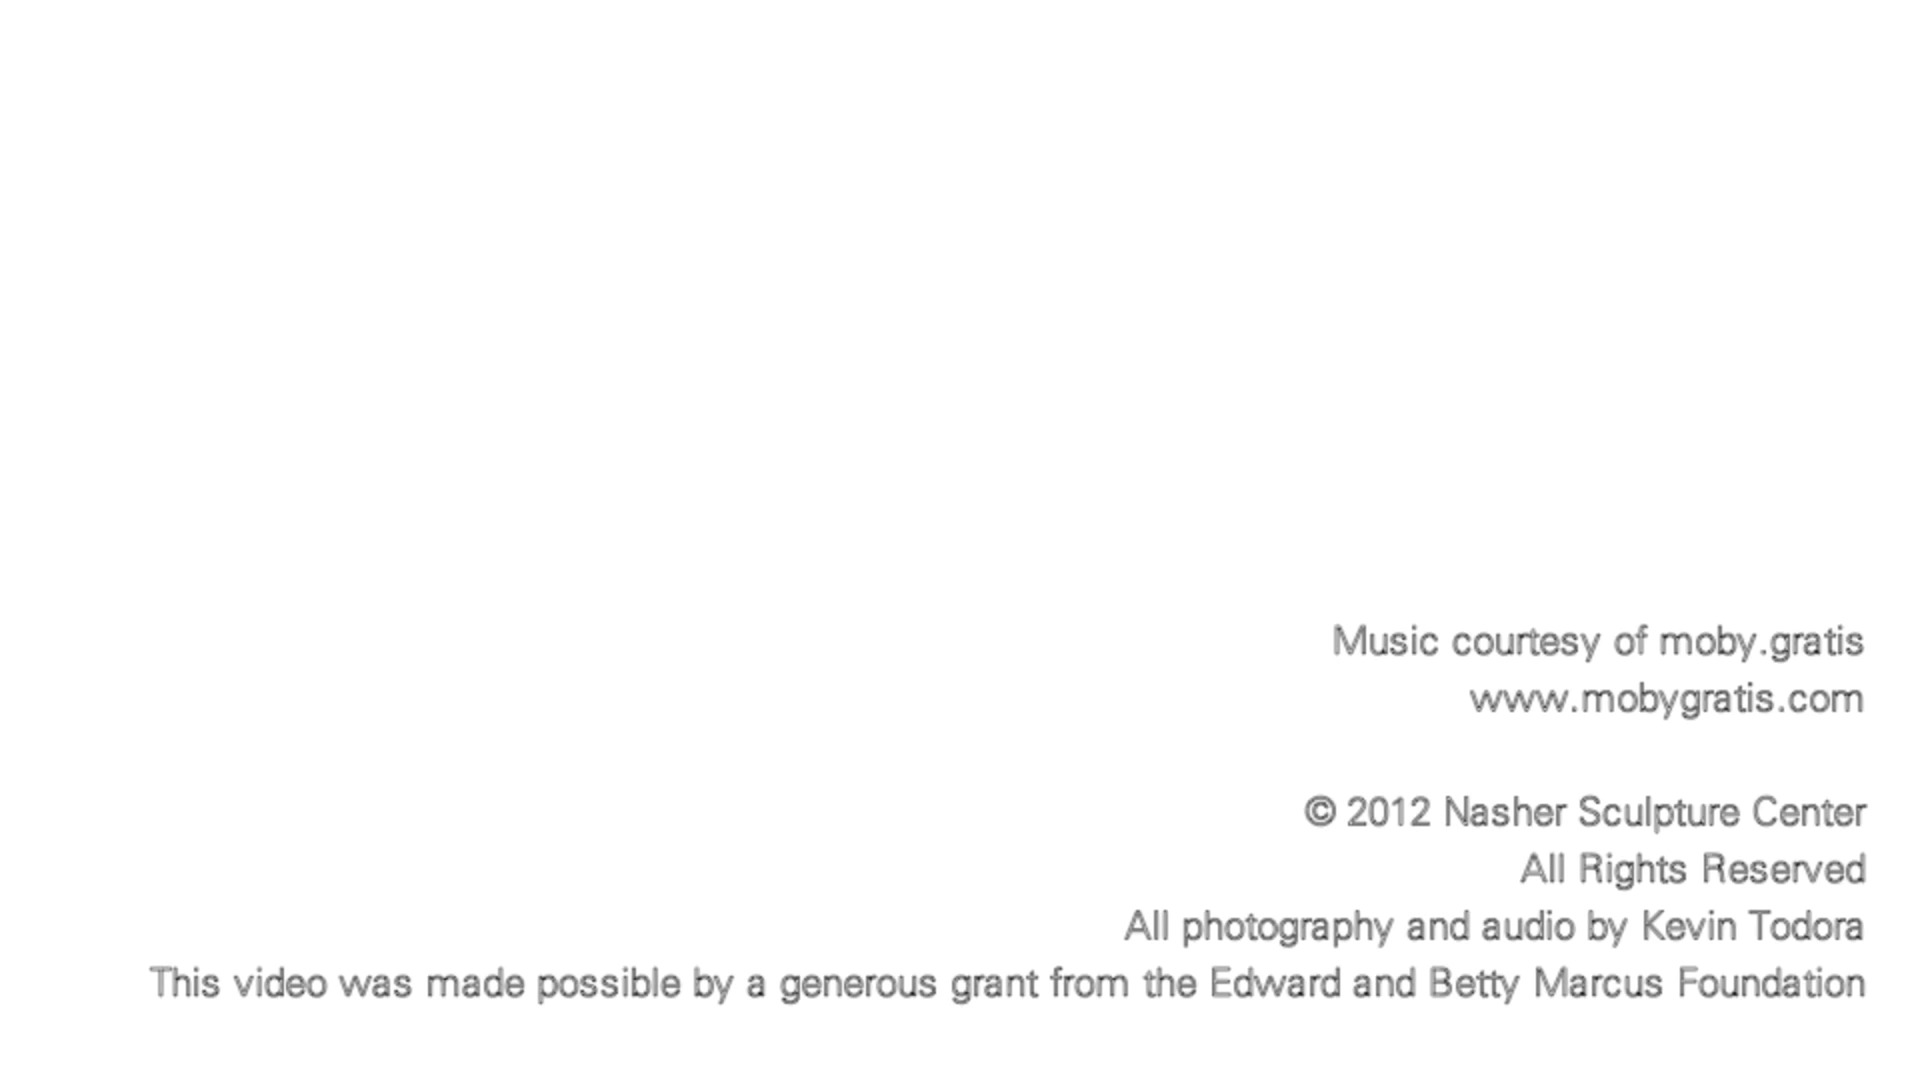 Music courtesy of moby.gratis
www.mobygratis.com
© 2012 Nasher Sculpture Center
All Rights Reserved
All photography and audio by Kevin Todora
This video was made possible by a generous grant from the Edward and Betty Marcus Foundation